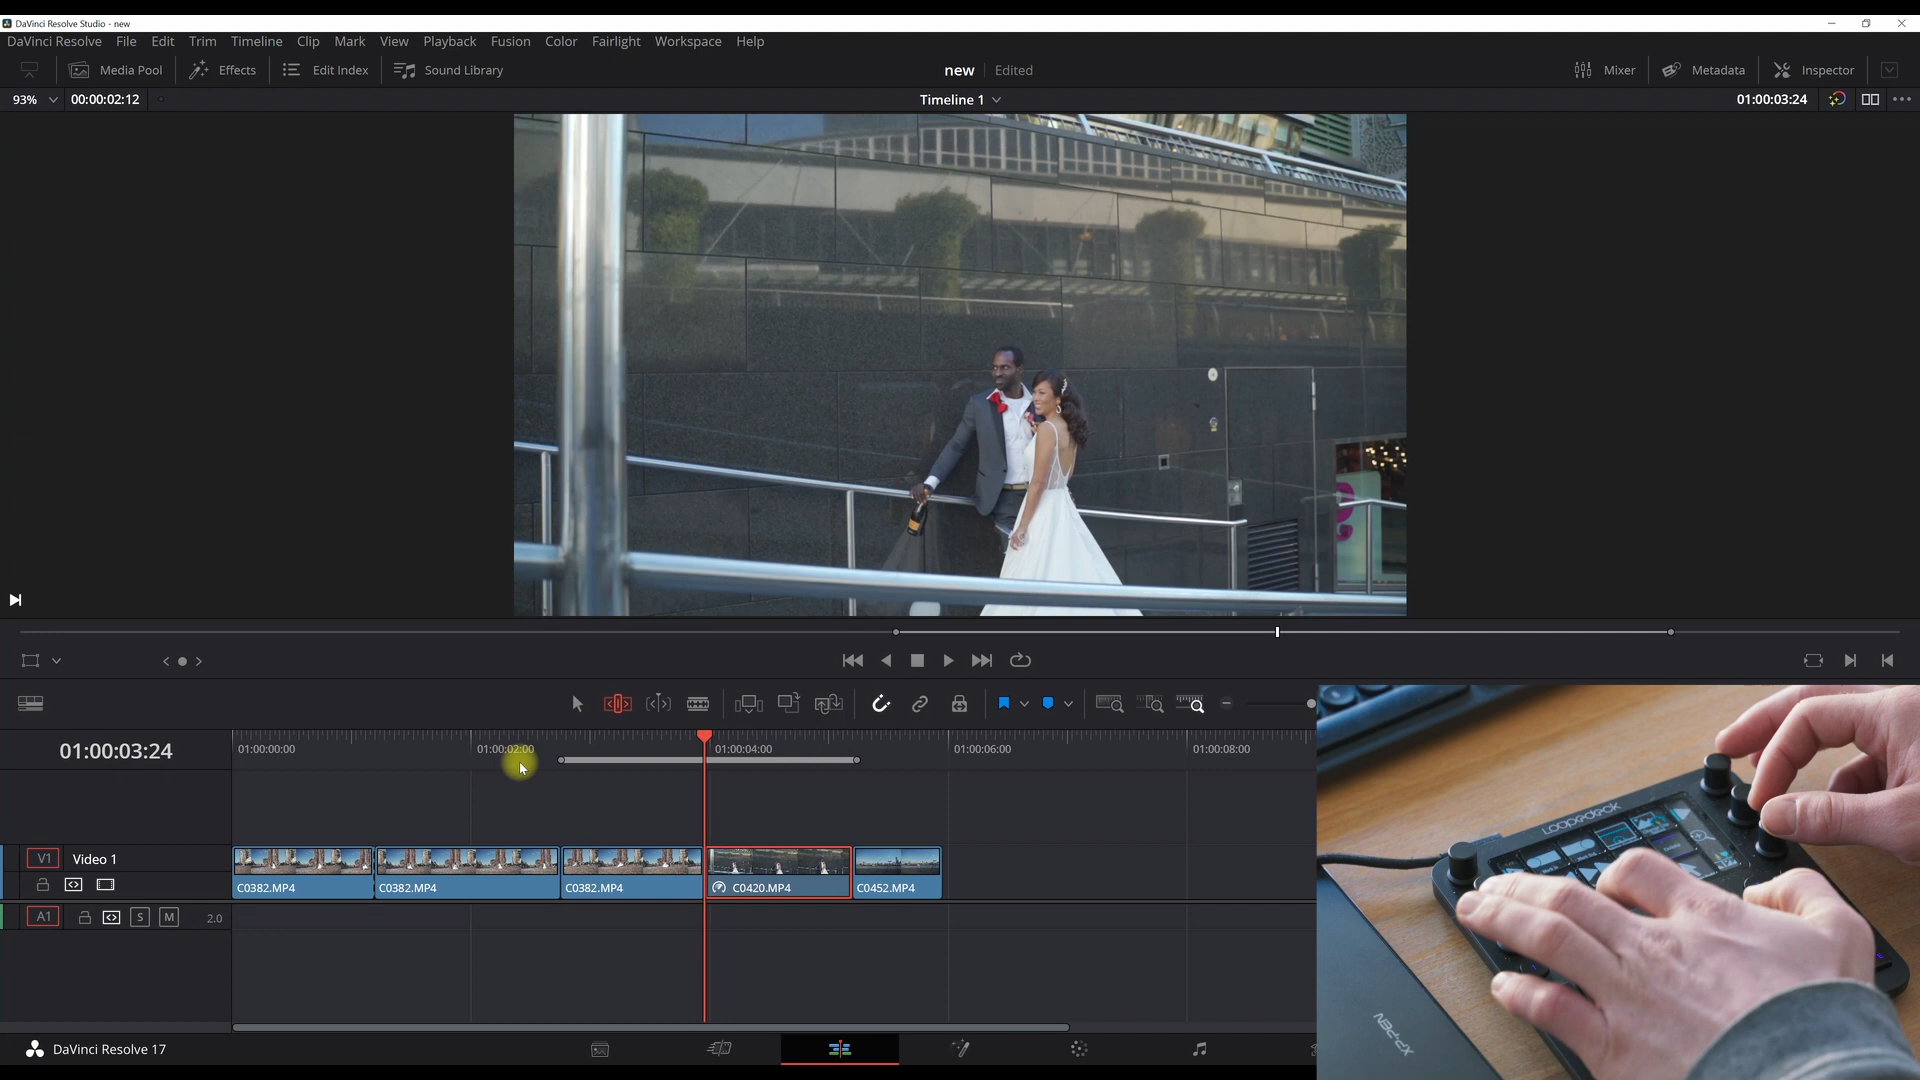 DaVinci Resolve Studio - new
DaVinci Resolve File Edit Trim Timeline Clip Mark View Playback Fusion Color Fairlight Workspace Help
Media Pool Effects Edit Index Sound Library new Edited Mixer Metadata Inspector
93% 00:00:02:12 Timeline 1 01:00:03:24
01:00:03:24 01:00:00:00 01:00:02:00 01:00:04:00 01:00:06:00 01:00:08:00
V1 Video 1
C0382.MP4 C0382.MP4 C0382.MP4 C0420.MP4 C0452.MP4
A1 S M 2.0
DaVinci Resolve 17
Loupedeck
XP-PEN